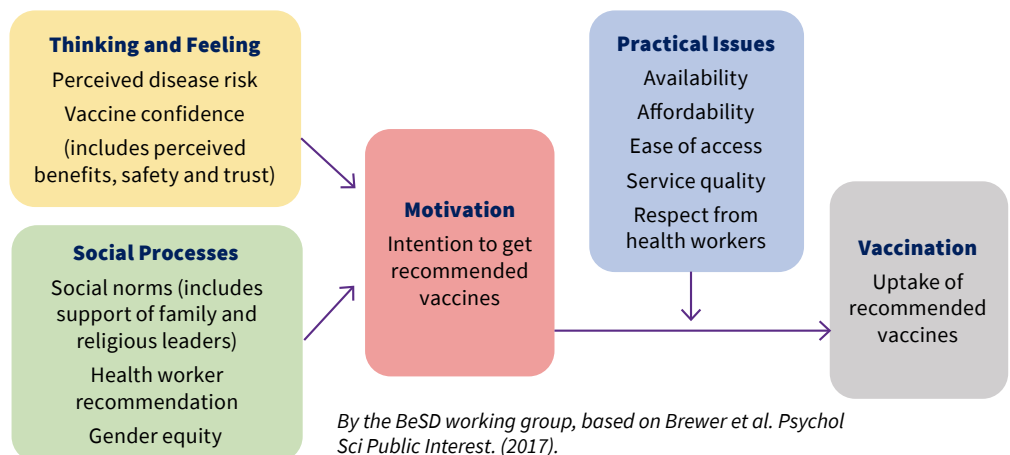 Thinking and Feeling
Perceived disease risk
Vaccine confidence
(includes perceived
benefits, safety and trust)
Social Processes
Social norms (includes
support of family and
religious leaders)
Health worker
recommendation
Gender equity
Motivation
Intention to get
recommended
vaccines
Practical Issues
Availability
Affordability
Ease of access
Service quality
Respect from
health workers
Vaccination
Uptake of
recommended
vaccines
By the BeSD working group, based on Brewer et al. Psychol
Sci Public Interest. (2017).